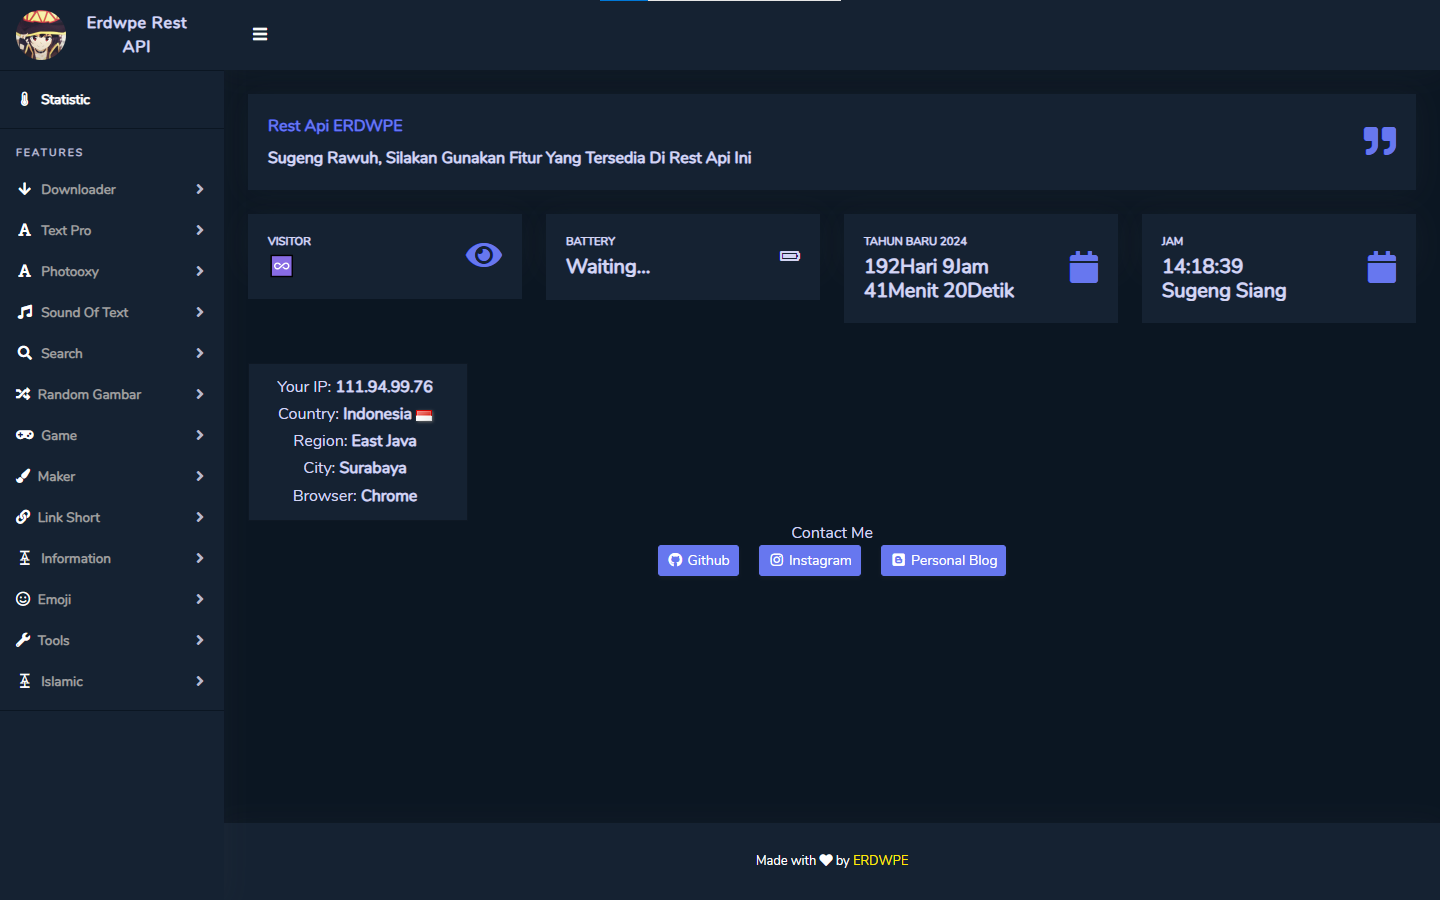 Erdwpe Rest
API
Statistic
FEATURES
Downloader
Text Pro
Photooxy
Sound Of Text
Search
Random Gambar
Game
Maker
Link Short
Information
Emoji
Tools
Islamic
Rest Api ERDWPE
Sugeng Rawuh, Silakan Gunakan Fitur Yang Tersedia Di Rest Api Ini
VISITOR
♾
BATTERY
Waiting...
TAHUN BARU 2024
192Hari 9Jam
41Menit 20Detik
JAM
14:18:39
Sugeng Siang
Your IP: 111.94.99.76
Country: Indonesia
Region: East Java
City: Surabaya
Browser: Chrome
Contact Me
Github
Instagram
Personal Blog
Made with ♥ by ERDWPE